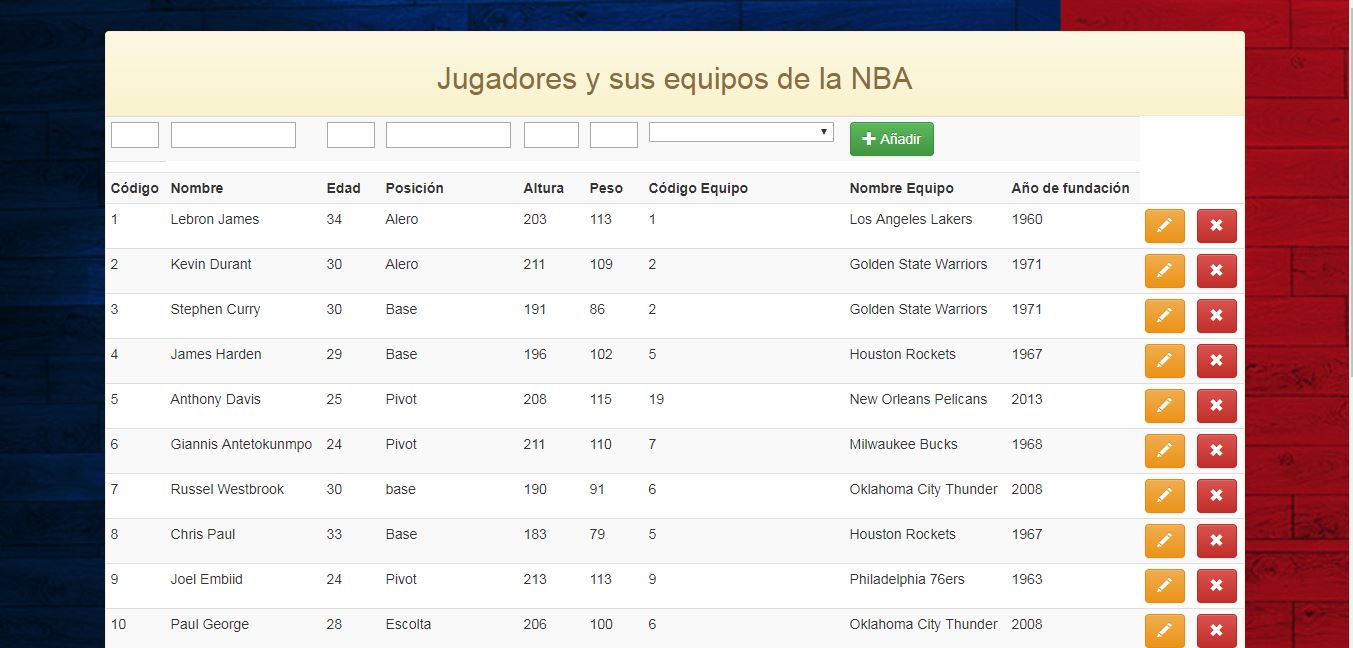 Jugadores y sus equipos de la NBA
Añadir
Código Nombre Edad Posición Altura Peso Código Equipo Nombre Equipo Año de fundación
1 Lebron James 34 Alero 203 113 1 Los Angeles Lakers 1960
2 Kevin Durant 30 Alero 211 109 2 Golden State Warriors 1971
3 Stephen Curry 30 Base 191 86 2 Golden State Warriors 1971
4 James Harden 29 Base 196 102 5 Houston Rockets 1967
5 Anthony Davis 25 Pivot 208 115 19 New Orleans Pelicans 2013
6 Giannis Antetokunmpo 24 Pivot 211 110 7 Milwaukee Bucks 1968
7 Russel Westbrook 30 base 190 91 6 Oklahoma City Thunder 2008
8 Chris Paul 33 Base 183 79 5 Houston Rockets 1967
9 Joel Embiid 24 Pivot 213 113 9 Philadelphia 76ers 1963
10 Paul George 28 Escolta 206 100 6 Oklahoma City Thunder 2008